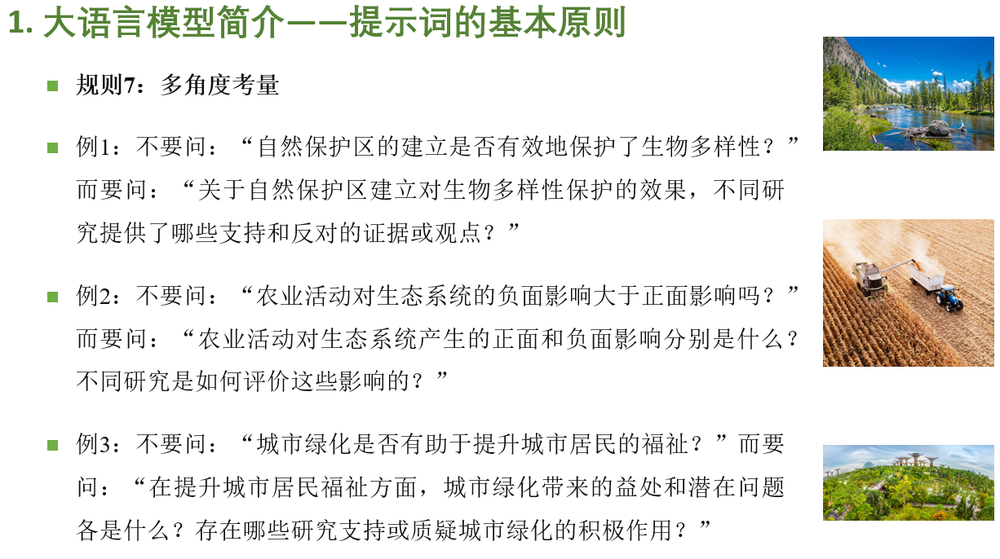 1. 大语言模型简介——提示词的基本原则
规则7：多角度考量
例1：不要问：“自然保护区的建立是否有效地保护了生物多样性？”
而要问：“关于自然保护区建立对生物多样性保护的效果，不同研
究提供了哪些支持和反对的证据或观点？”
例2：不要问：“农业活动对生态系统的负面影响大于正面影响吗？”
而要问：“农业活动对生态系统产生的正面和负面影响分别是什么？
不同研究是如何评价这些影响的？”
例3：不要问：“城市绿化是否有助于提升城市居民的福祉？”而要
问：“在提升城市居民福祉方面，城市绿化带来的益处和潜在问题
各是什么？存在哪些研究支持或质疑城市绿化的积极作用？”